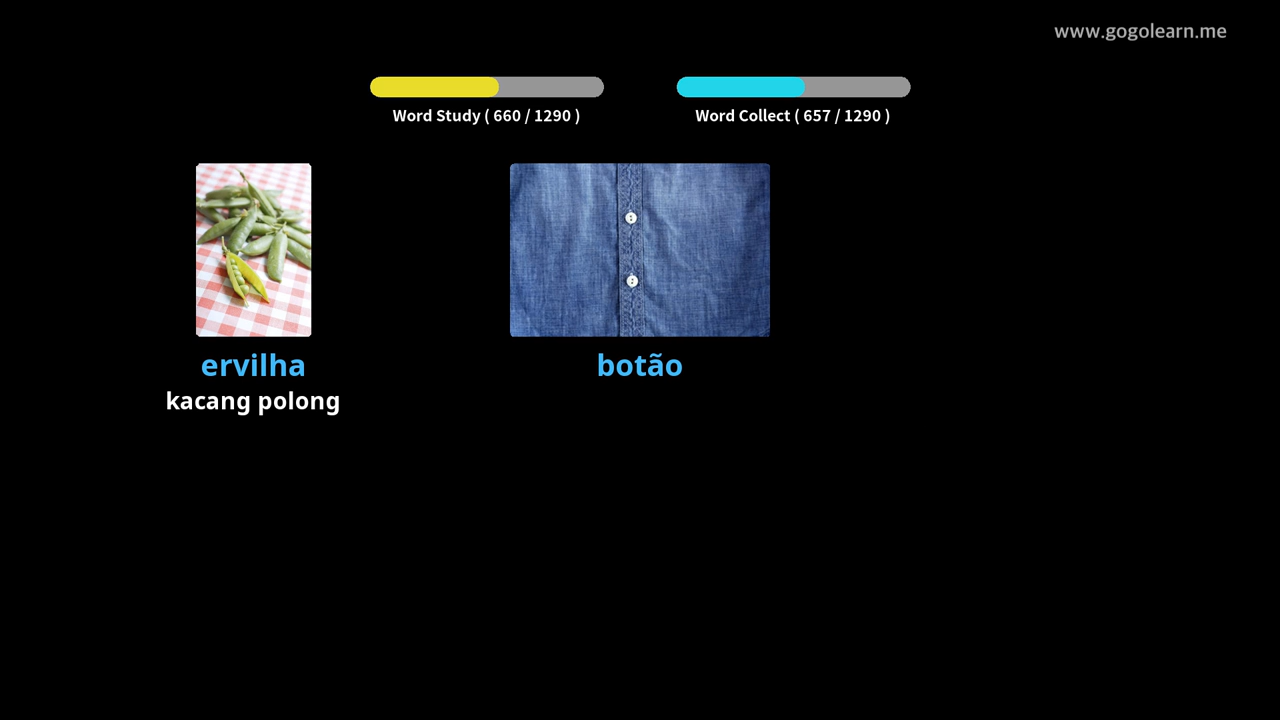 www.gogolearn.me
Word Study ( 660 / 1290 )
Word Collect ( 657 / 1290 )
ervilha
kacang polong
botão